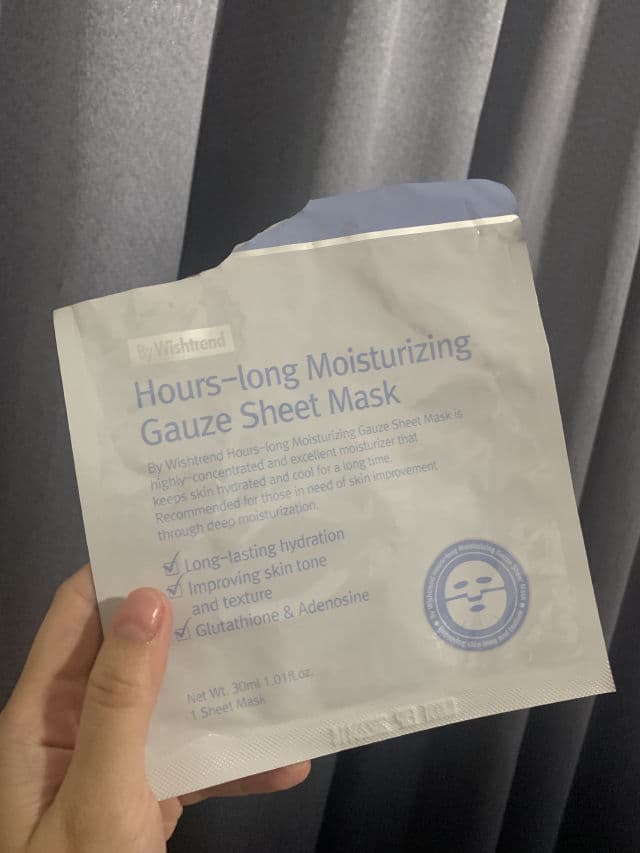 By Wishtrend
Hours-long Moisturizing
Gauze Sheet Mask
By Wishtrend Hours-long Moisturizing Gauze Sheet Mask is
highly-concentrated and excellent moisturizer that
keeps skin hydrated and cool for a long time.
Recommended for those in need of skin improvement
through deep moisturization.
Long-lasting hydration
Improving skin tone
and texture
Glutathione & Adenosine
Net Wt. 30ml 1.01fl.oz.
1 Sheet Mask